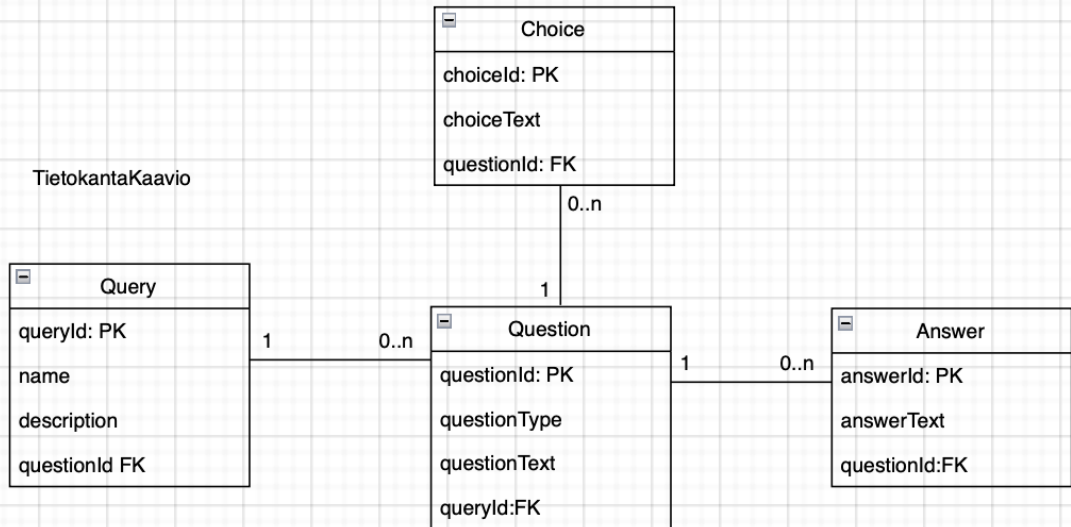 Choice
choiceId: PK
choiceText
questionId: FK
0..n
TietokantaKaavio
1
Query
queryId: PK
name
description
questionId FK
1
0..n
Question
questionId: PK
questionType
questionText
queryId:FK
1
0..n
Answer
answerId: PK
answerText
questionId:FK